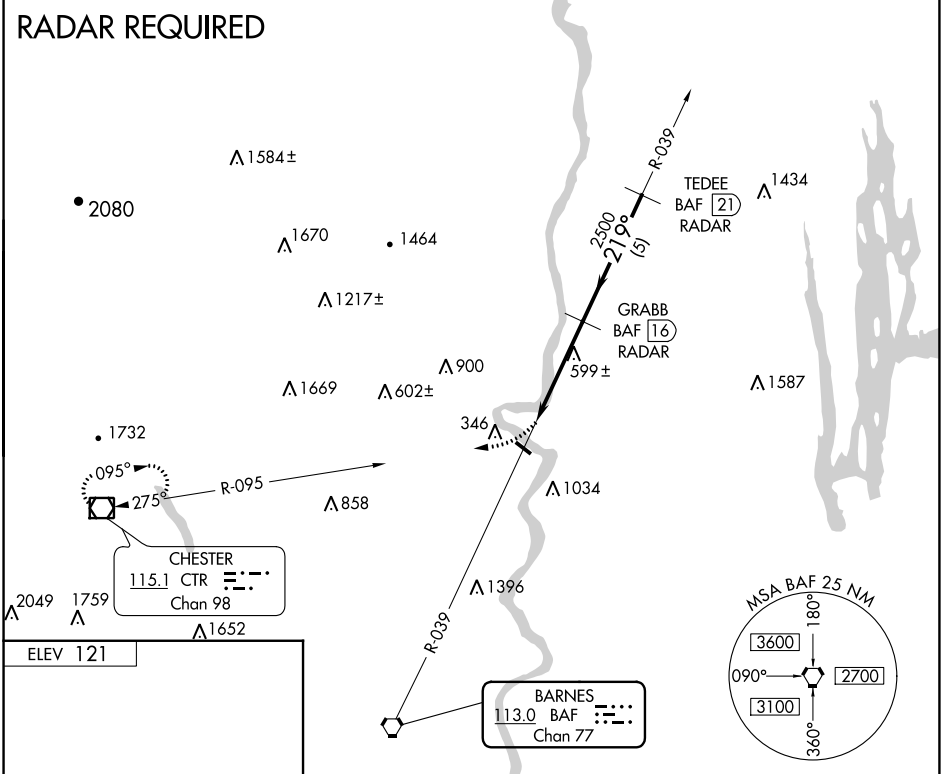 RADAR REQUIRED
1584±
2080
1670
1464
1217±
R-039
TEDEE
BAF 21
RADAR
1434
2500
219°
(5)
GRABB
BAF 16
RADAR
599±
900
1669
602±
1587
346
1732
095°
275°
R-095
858
1034
CHESTER
115.1 CTR
Chan 98
2049
1759
1652
1396
R-039
ELEV 121
BARNES
113.0 BAF
Chan 77
MSA BAF 25 NM
180°
3600
090°
2700
3100
360°